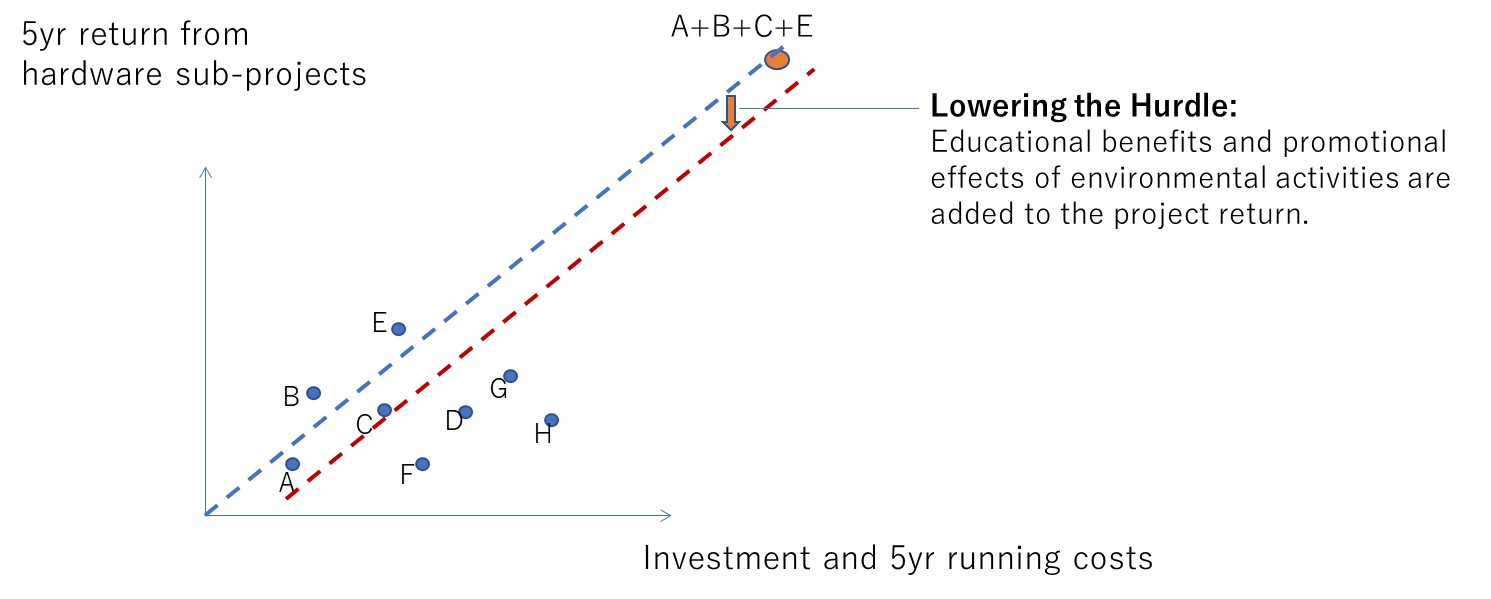 5yr return from
hardware sub-projects
A+B+C+E
Lowering the Hurdle:
Educational benefits and promotional
effects of environmental activities are
added to the project return.
E
B
G
C
D
H
A
F
Investment and 5yr running costs